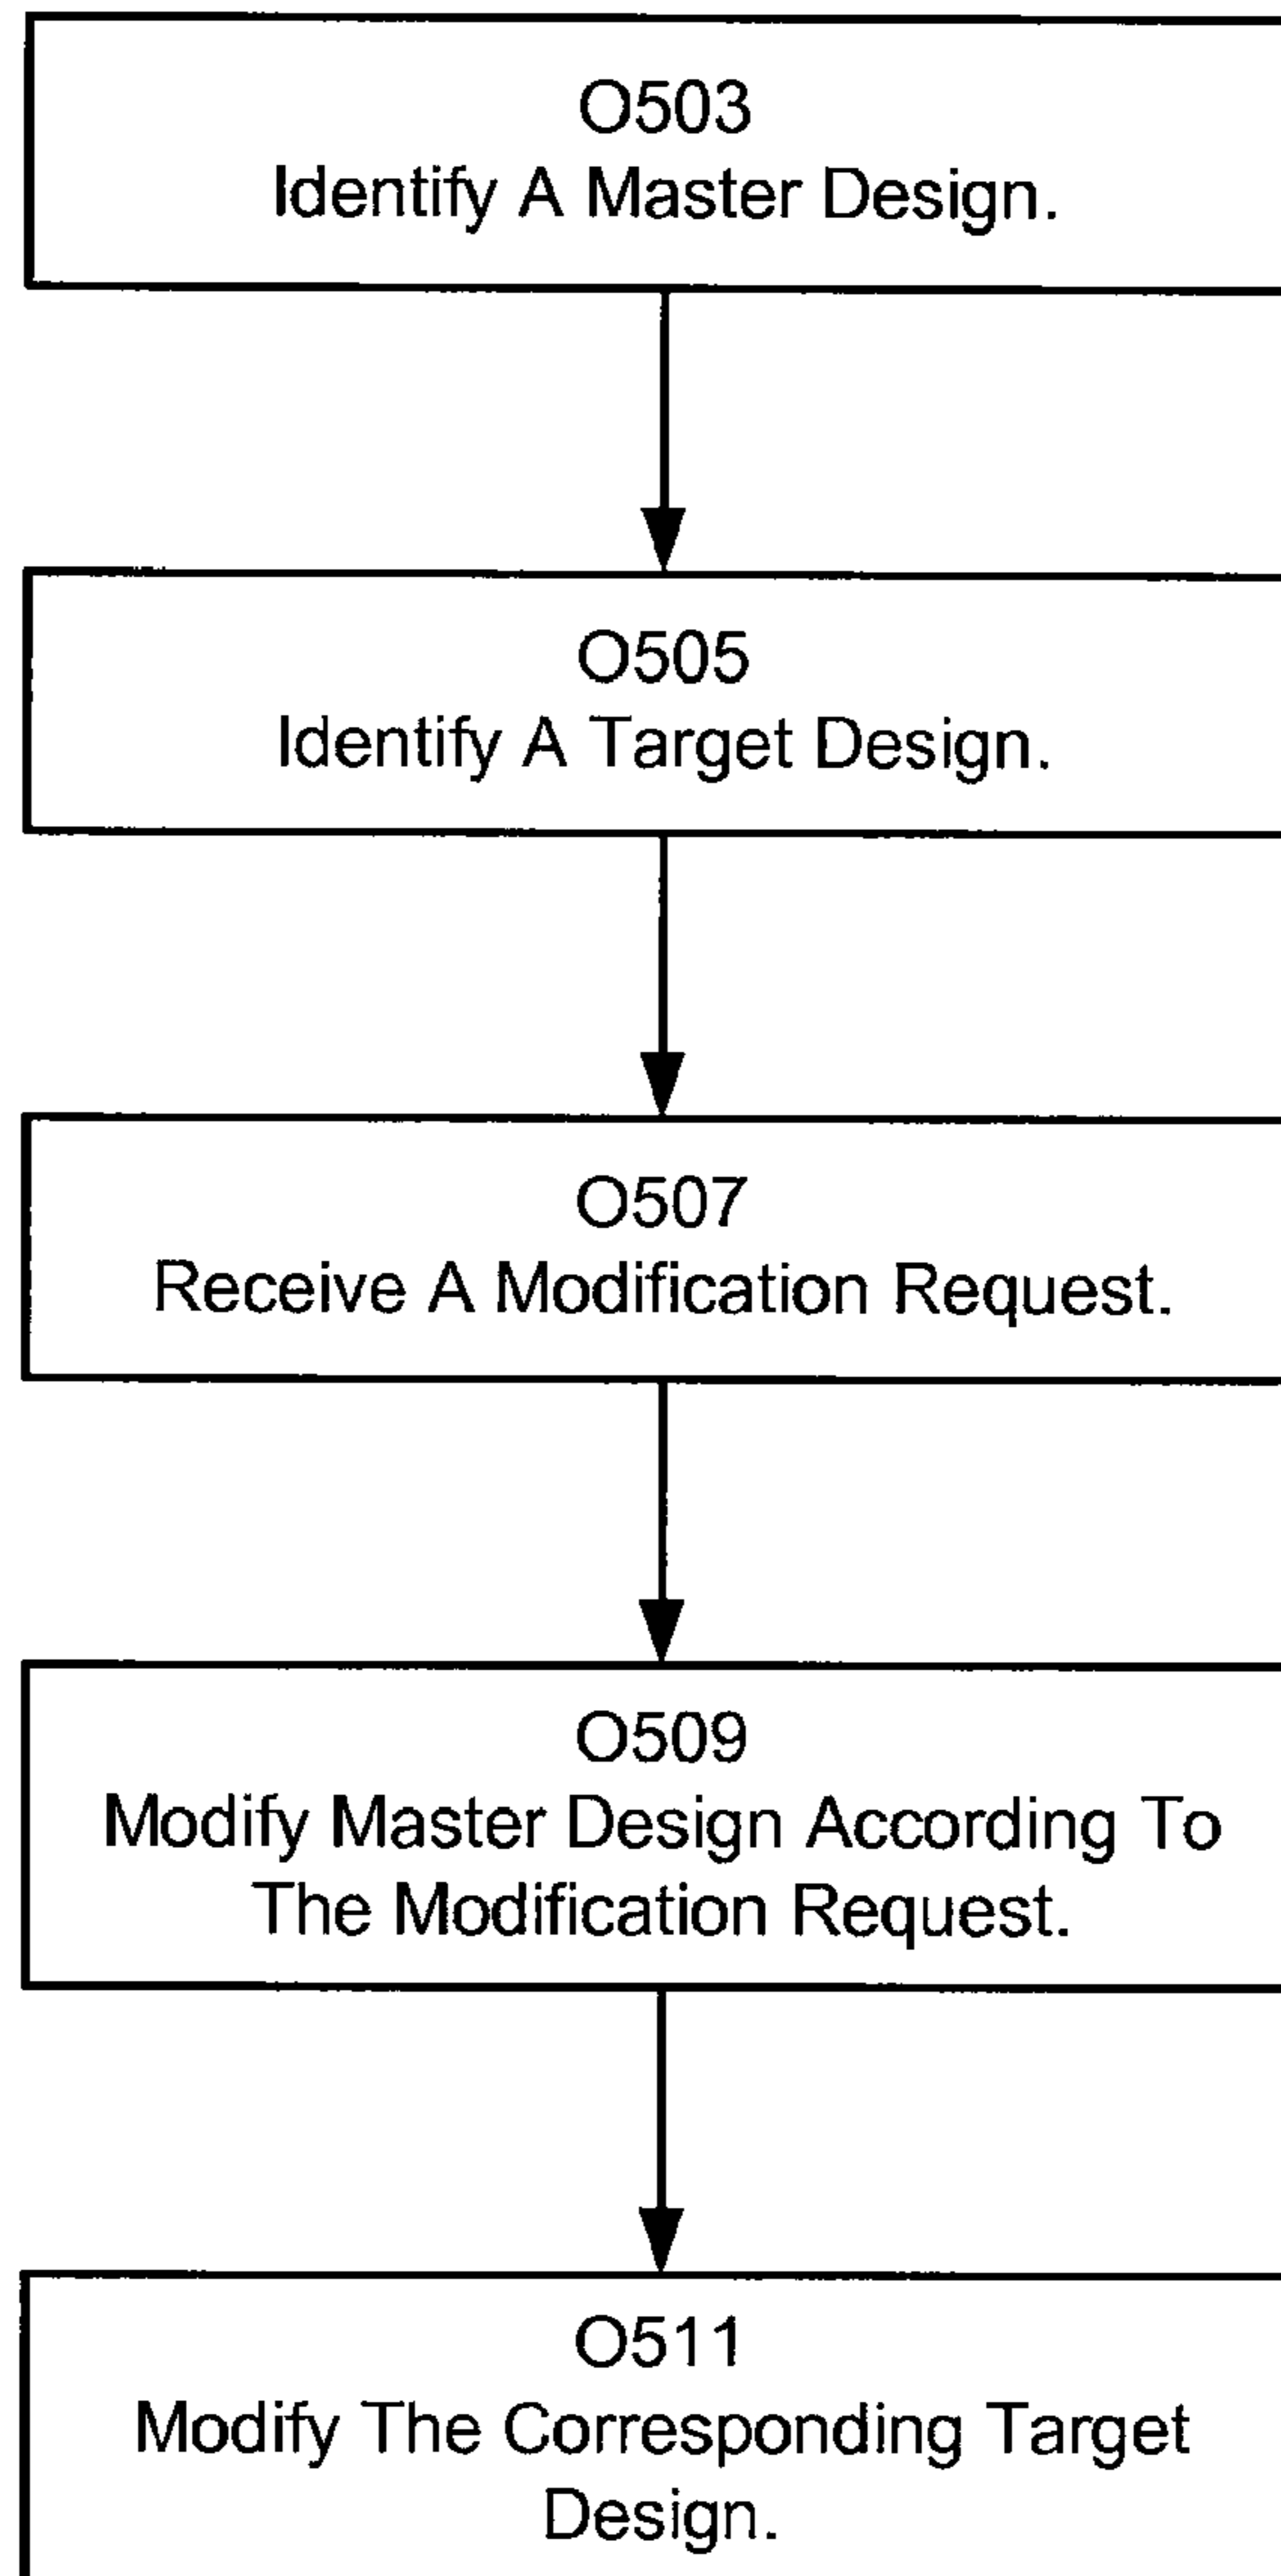 O503
Identify A Master Design.
O505
Identify A Target Design.
O507
Receive A Modification Request.
O509
Modify Master Design According To
The Modification Request.
O511
Modify The Corresponding Target
Design.